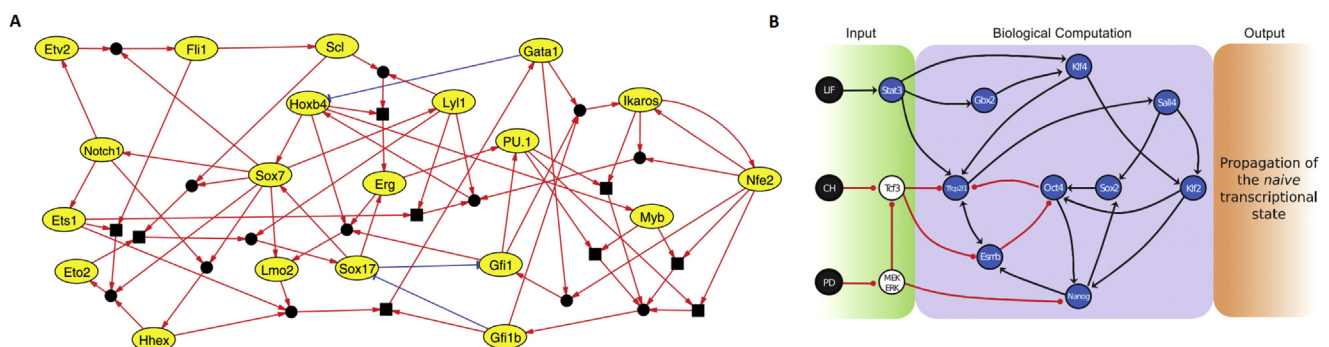 A
Etv2
Fli1
Scl
Gata1
Hoxb4
Lyl1
Ikaros
Notch1
PU.1
Sox7
Erg
Nfe2
Ets1
Myb
Eto2
Lmo2
Sox17
Gfi1
Hhex
Gfi1b
B
Input
Biological Computation
Output
LIF
Stat3
Klf4
Gbx2
Sall4
CH
Tcf3
Tfcp2l1
Oct4
Sox2
Klf2
Esrrb
PD
MEK
ERK
Nanog
Propagation of
the naive
transcriptional
state